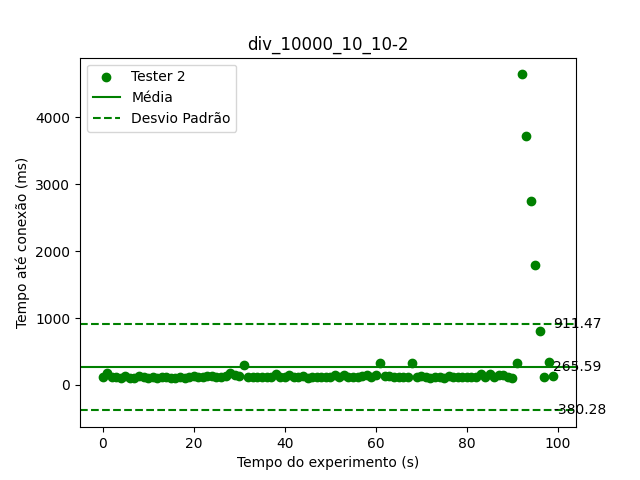 div_10000_10_10-2
Tester 2
Média
Desvio Padrão
Tempo até conexão (ms)
4000
3000
2000
1000
0
911.47
265.59
-380.28
0 20 40 60 80 100
Tempo do experimento (s)